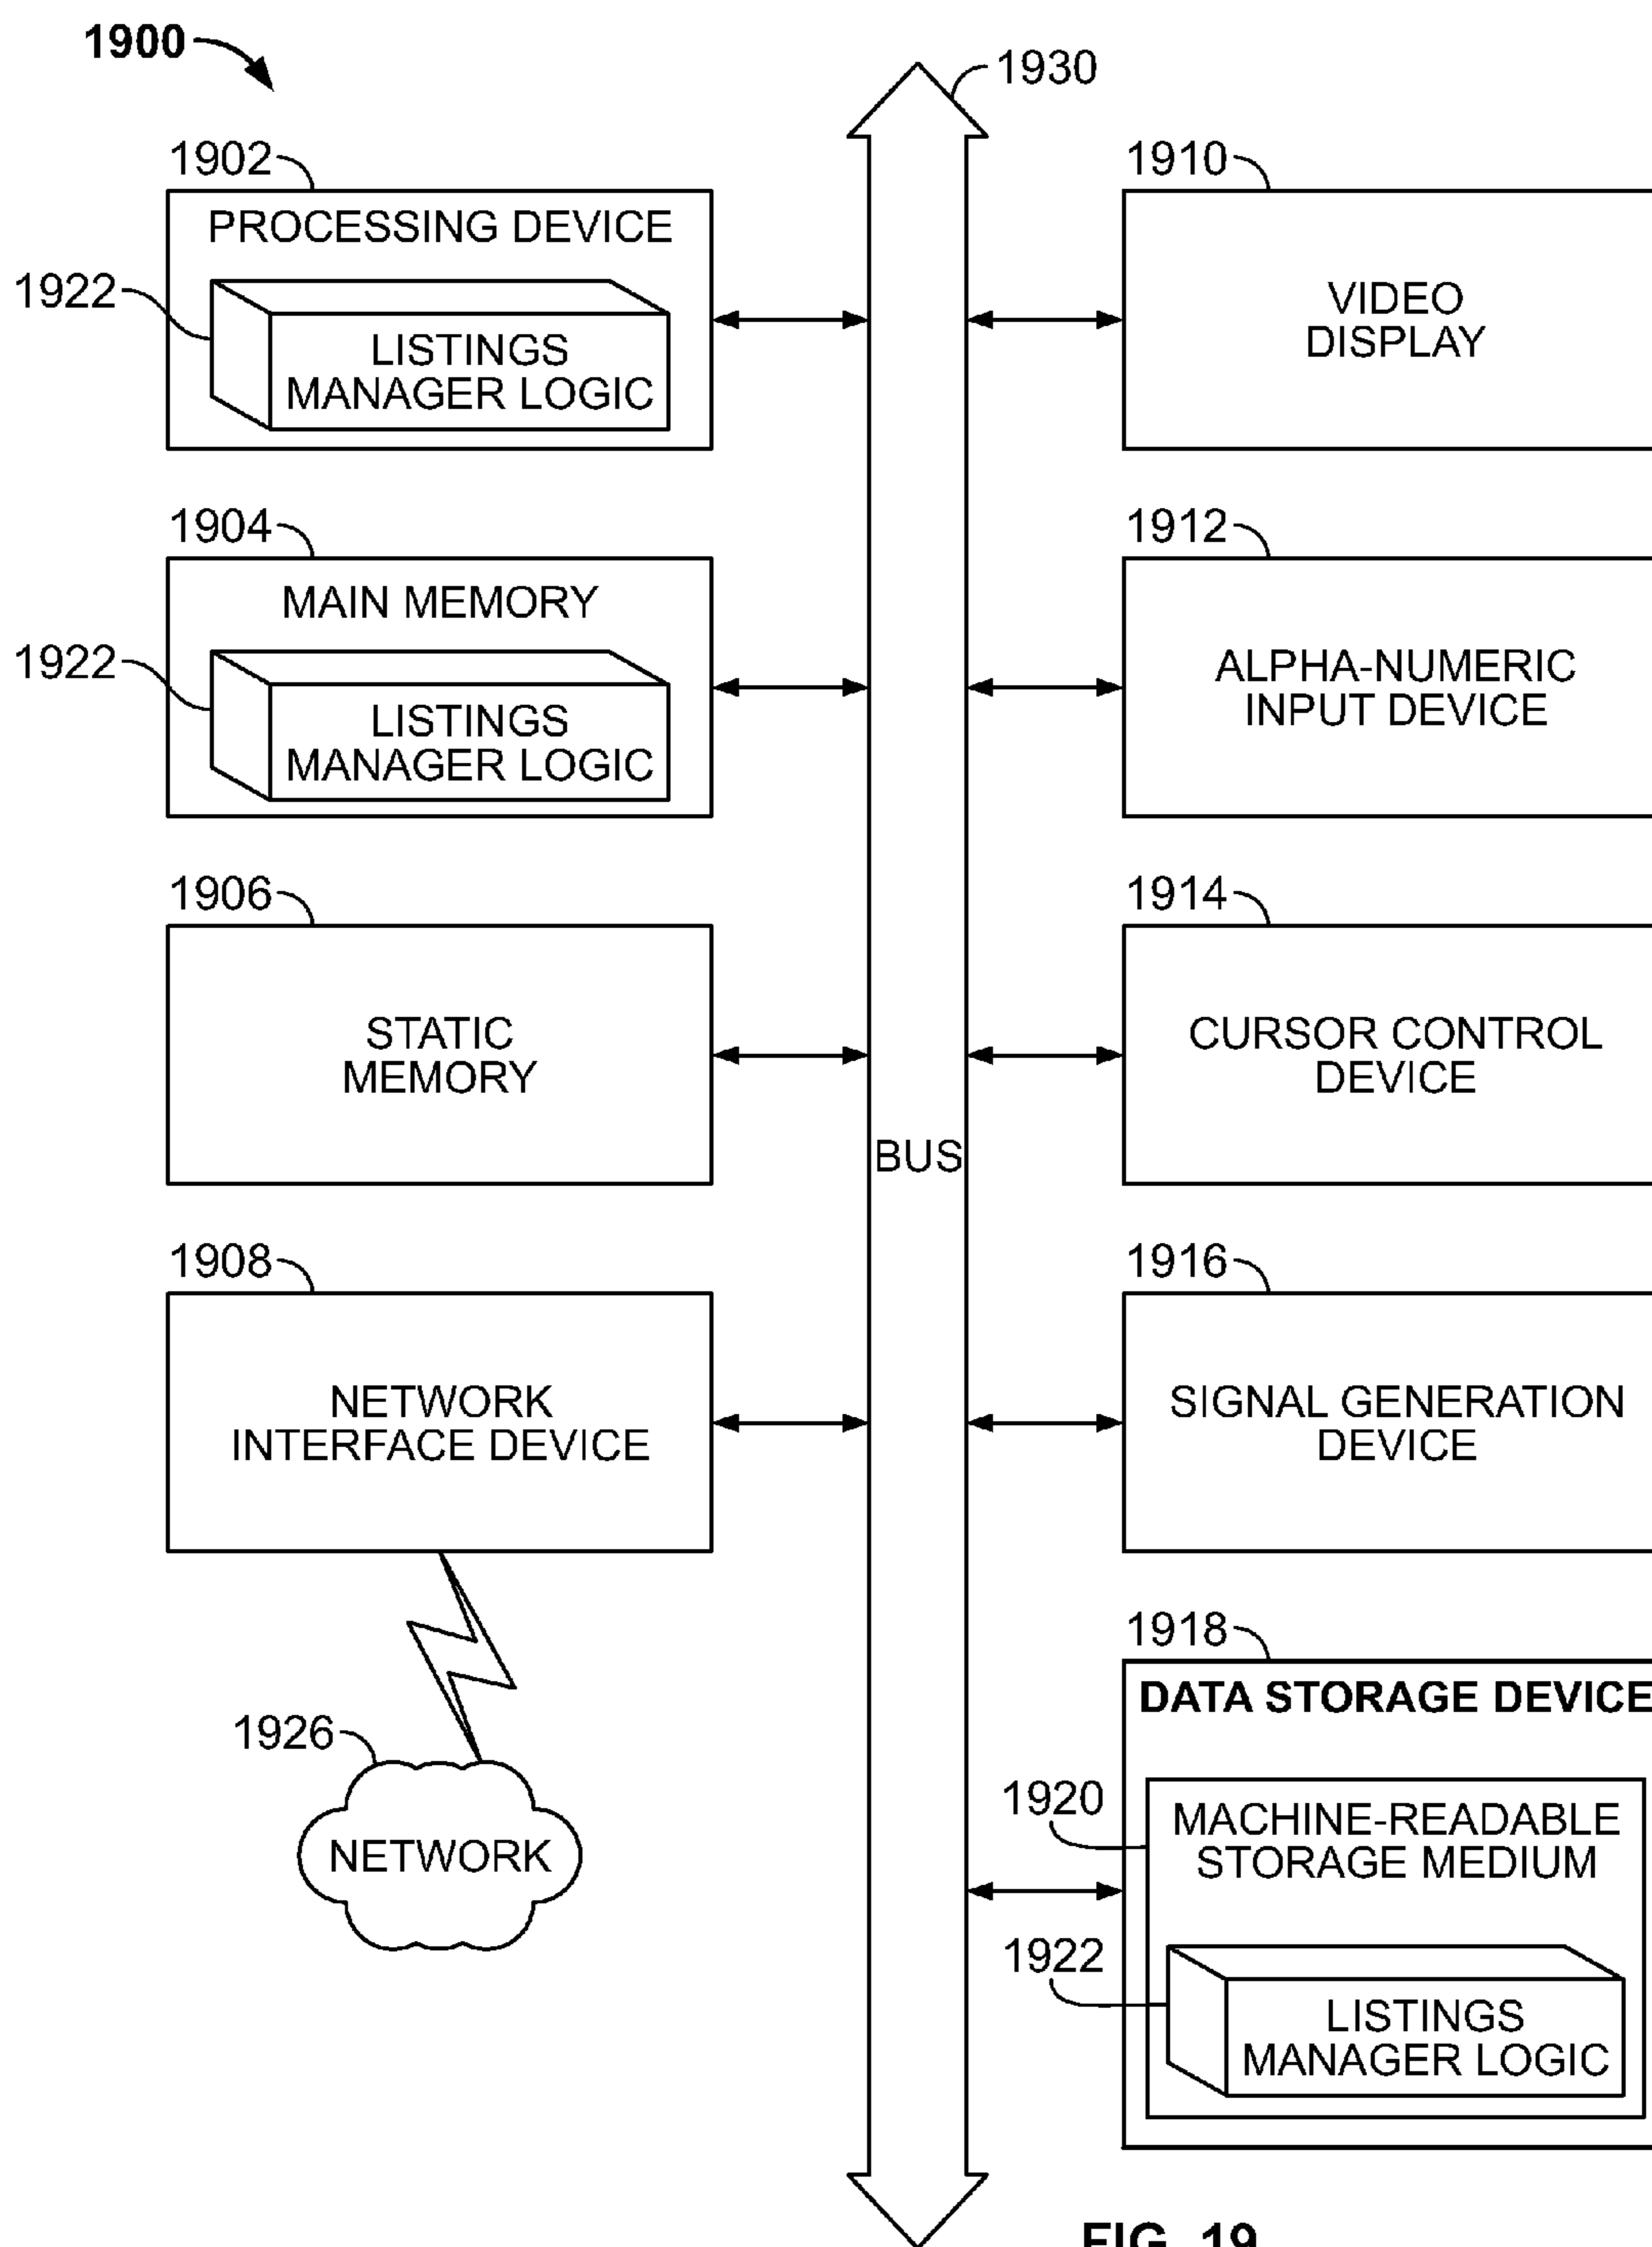 1900
1930
1902
PROCESSING DEVICE
1922
LISTINGS
MANAGER LOGIC
1910
VIDEO
DISPLAY
1904
MAIN MEMORY
1922
LISTINGS
MANAGER LOGIC
1912
ALPHA-NUMERIC
INPUT DEVICE
1906
STATIC
MEMORY
1914
CURSOR CONTROL
DEVICE
BUS
1908
NETWORK
INTERFACE DEVICE
1916
SIGNAL GENERATION
DEVICE
1926
NETWORK
1918
DATA STORAGE DEVICE
1920
MACHINE-READABLE
STORAGE MEDIUM
1922
LISTINGS
MANAGER LOGIC
FIG. 19